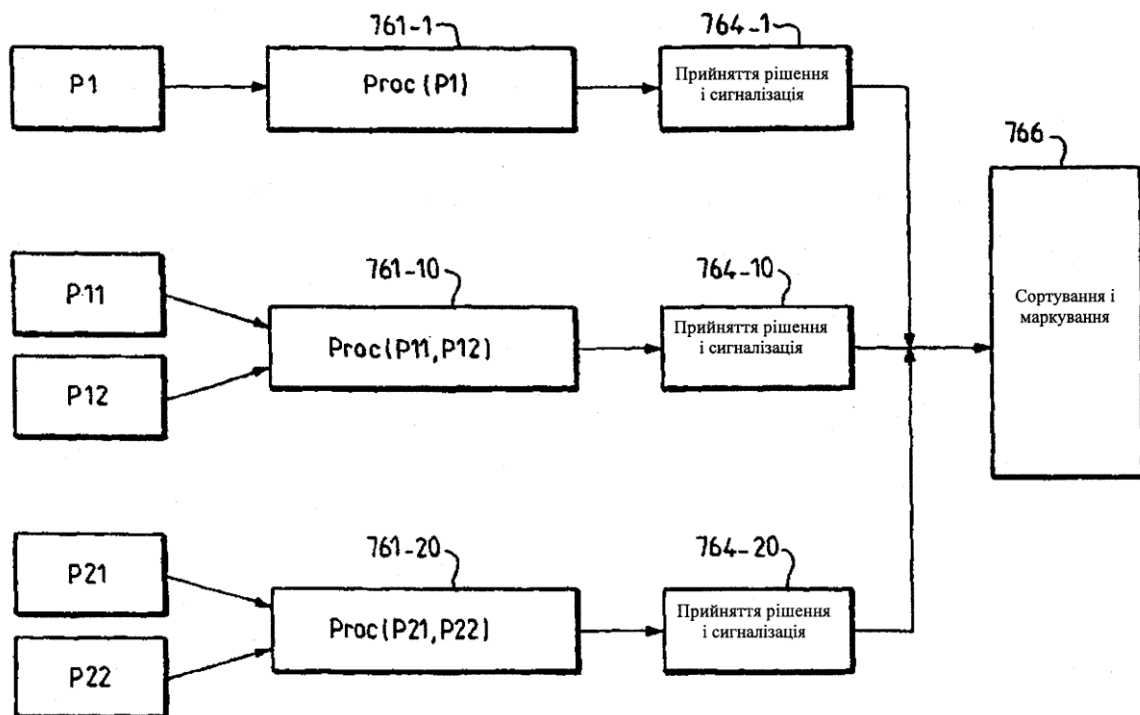 761-1
764-1
P1
Proc (P1)
Прийняття рішення
і сигналізація
766
761-10
764-10
P11
P12
Proc(P11,P12)
Прийняття рішення
і сигналізація
Сортування і
маркування
761-20
764-20
P21
P22
Proc(P21,P22)
Прийняття рішення
і сигналізація